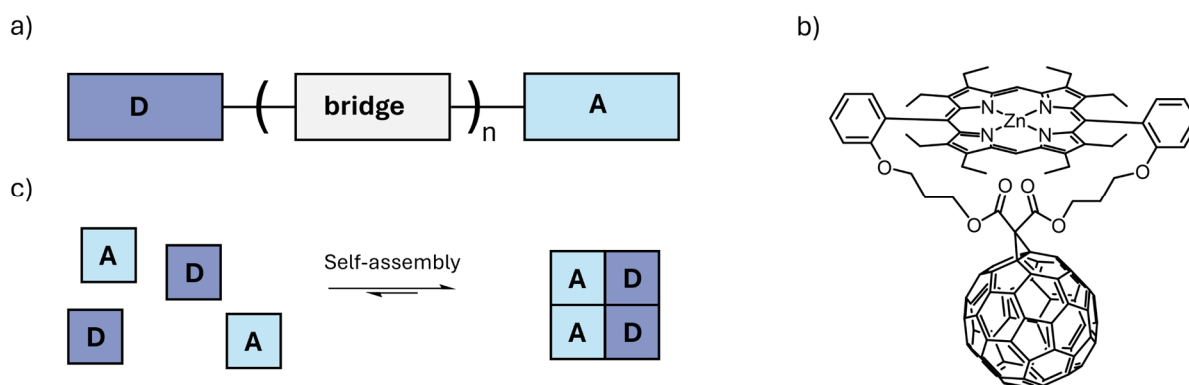 a)
D ( bridge ) n A
b)
N N
Zn
N N
O O
O O
O O
c)
A D
D A
Self-assembly
A D
A D